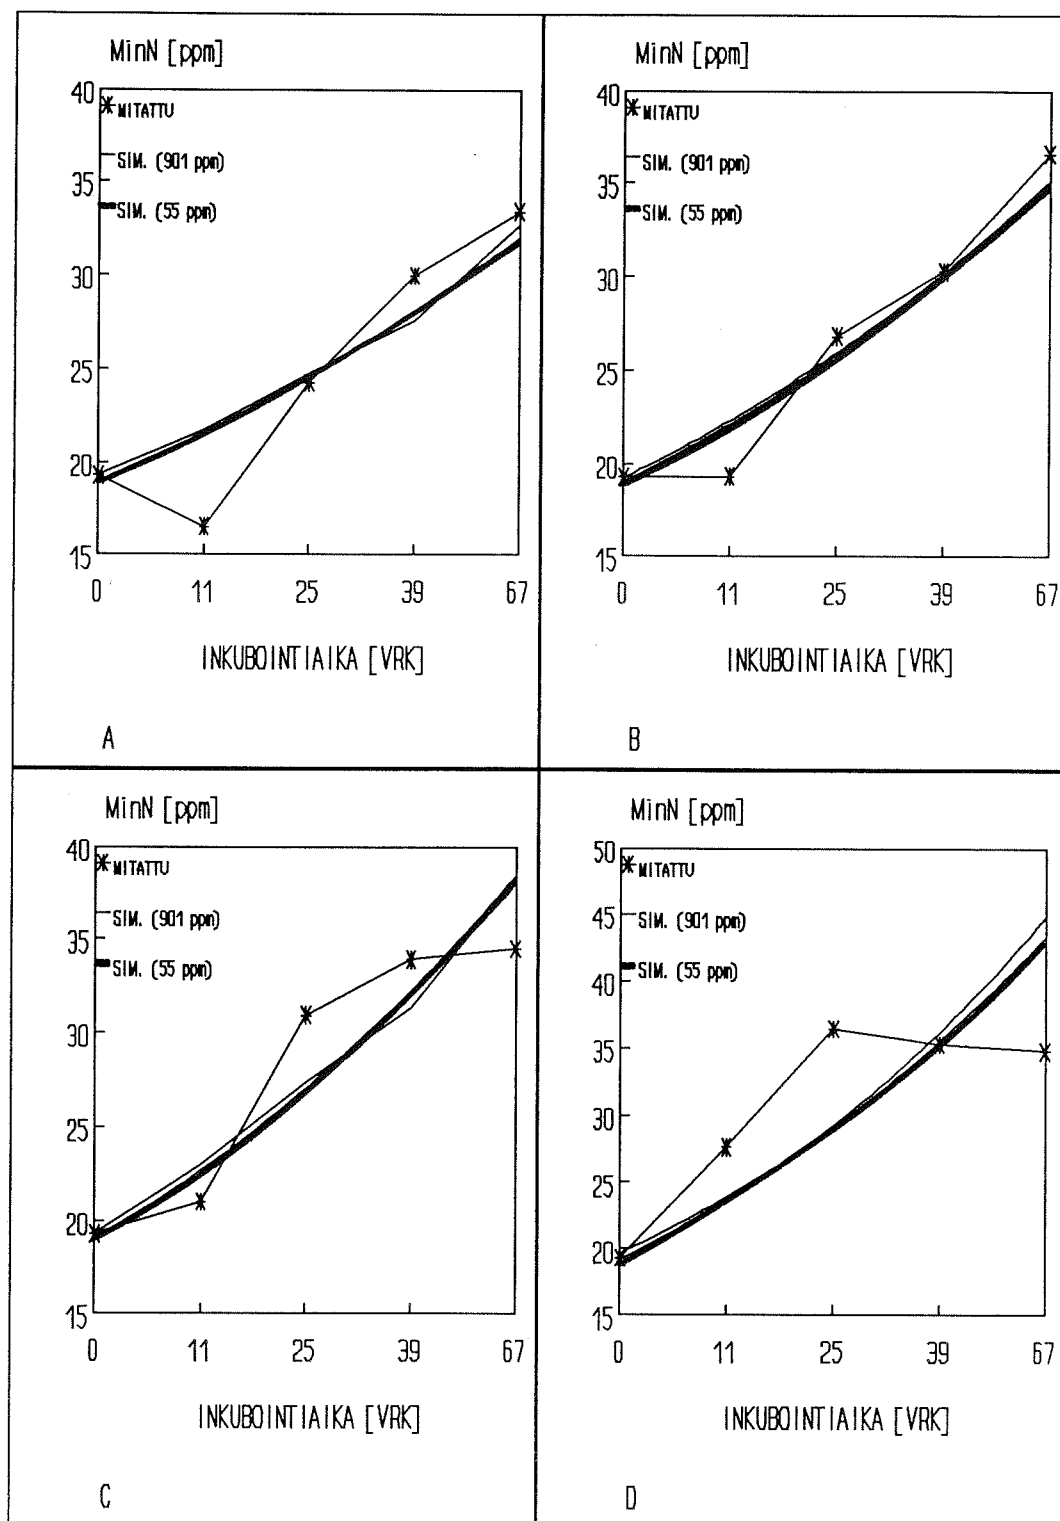 MinN [ppm]
40
MITATTU
SIM. (901 ppm)
35
SIM. (55 ppm)
30
25
20
15
0 11 25 39 67
INKUBOINTIAIKA [VRK]
A
MinN [ppm]
40
MITATTU
SIM. (901 ppm)
35
SIM. (55 ppm)
30
25
20
15
0 11 25 39 67
INKUBOINTIAIKA [VRK]
B
MinN [ppm]
40
MITATTU
SIM. (901 ppm)
35
SIM. (55 ppm)
30
25
20
15
0 11 25 39 67
INKUBOINTIAIKA [VRK]
C
MinN [ppm]
50
MITATTU
45
SIM. (901 ppm)
SIM. (55 ppm)
40
35
30
25
20
15
0 11 25 39 67
INKUBOINTIAIKA [VRK]
D